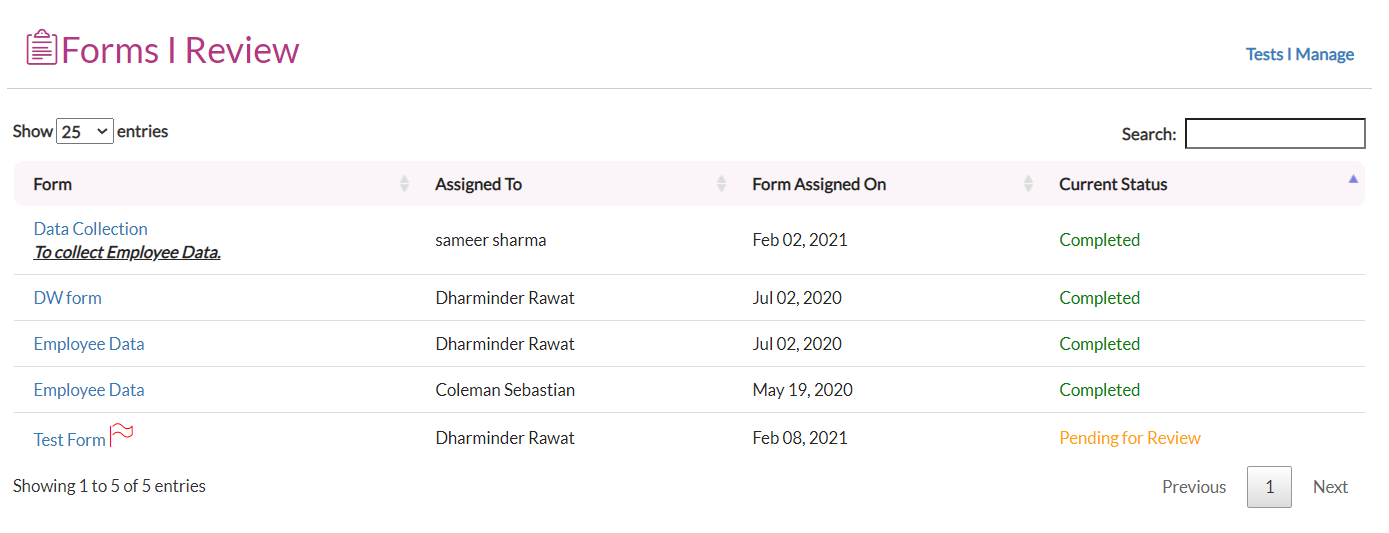 Forms I Review
Tests I Manage
Show 25 entries
Search:
Form Assigned To Form Assigned On Current Status
Data Collection
To collect Employee Data.
sameer sharma Feb 02, 2021 Completed
DW form Dharminder Rawat Jul 02, 2020 Completed
Employee Data Dharminder Rawat Jul 02, 2020 Completed
Employee Data Coleman Sebastian May 19, 2020 Completed
Test Form Dharminder Rawat Feb 08, 2021 Pending for Review
Showing 1 to 5 of 5 entries
Previous 1 Next